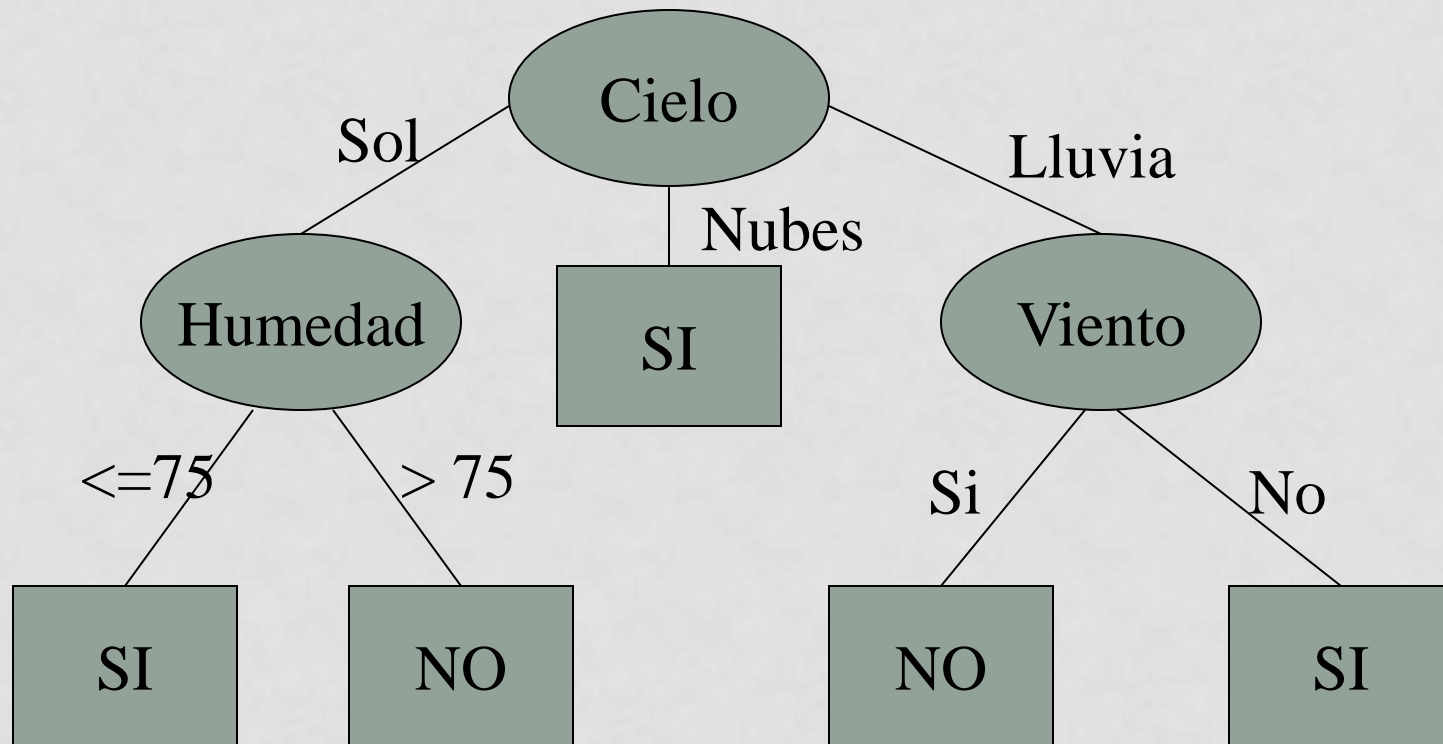 Cielo
Sol
Lluvia
Nubes
Humedad
SI
Viento
<=75
> 75
Si
No
SI
NO
NO
SI